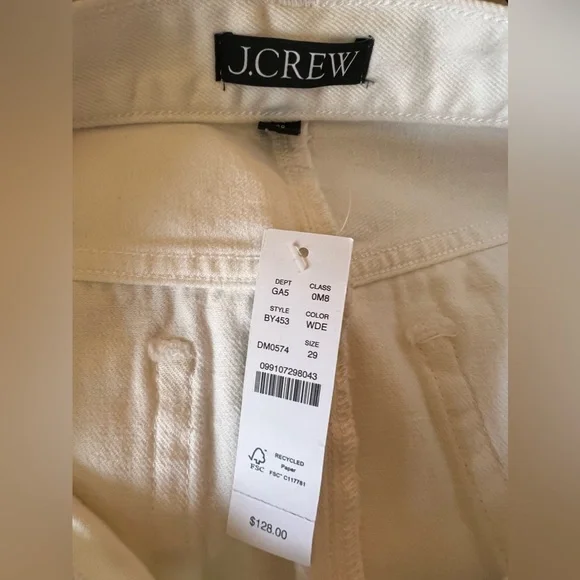 J.CREW
DEPT CLASS
GA5 0M8
STYLE COLOR
BY453 WDE
SIZE
DM0574 29
099107298043
RECYCLED
Paper
FSC
FSC™ C117781
$128.00